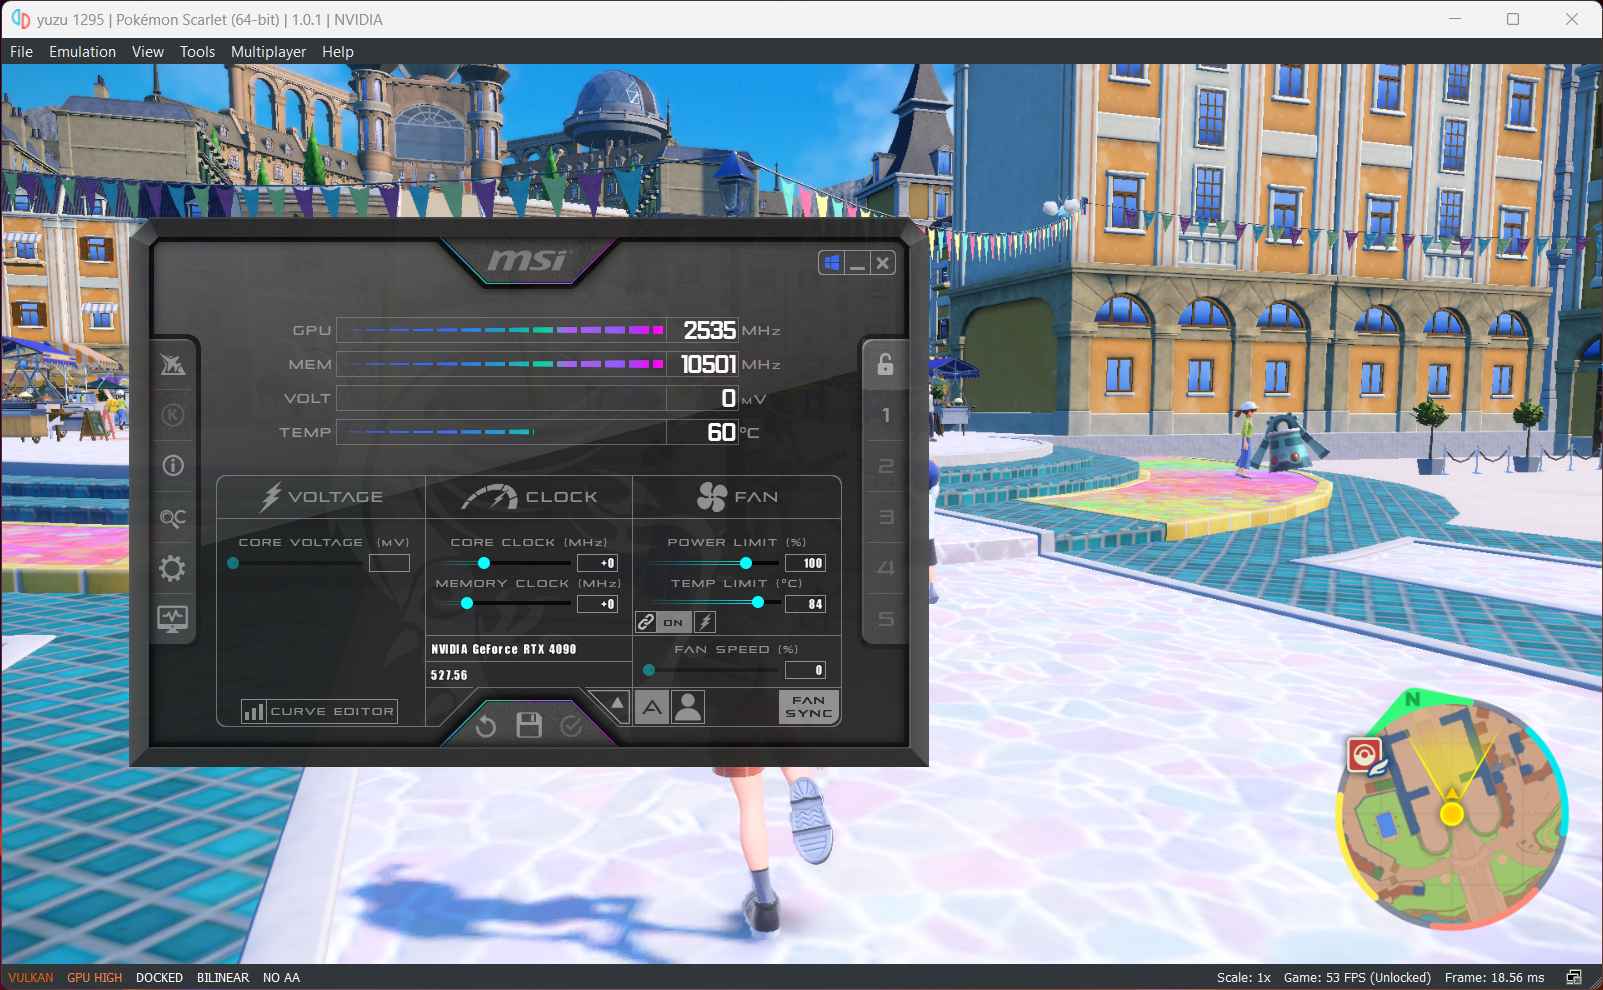 yuzu 1295 | Pokémon Scarlet (64-bit) | 1.0.1 | NVIDIA
File Emulation View Tools Multiplayer Help
msi
GPU 2535 MHz
MEM 10501 MHz
VOLT 0 MV
TEMP 60 °C
K
i
C
1
2
3
4
5
VOLTAGE
CORE VOLTAGE (MV)
CURVE EDITOR
CLOCK
CORE CLOCK (MHz)
+0
MEMORY CLOCK (MHz)
+0
NVIDIA GeForce RTX 4090
527.56
FAN
POWER LIMIT (%)
100
TEMP LIMIT (°C)
84
ON
FAN SPEED (%)
0
A
FAN SYNC
N
VULKAN GPU HIGH DOCKED BILINEAR NO AA Scale: 1x Game: 53 FPS (Unlocked) Frame: 18.56 ms